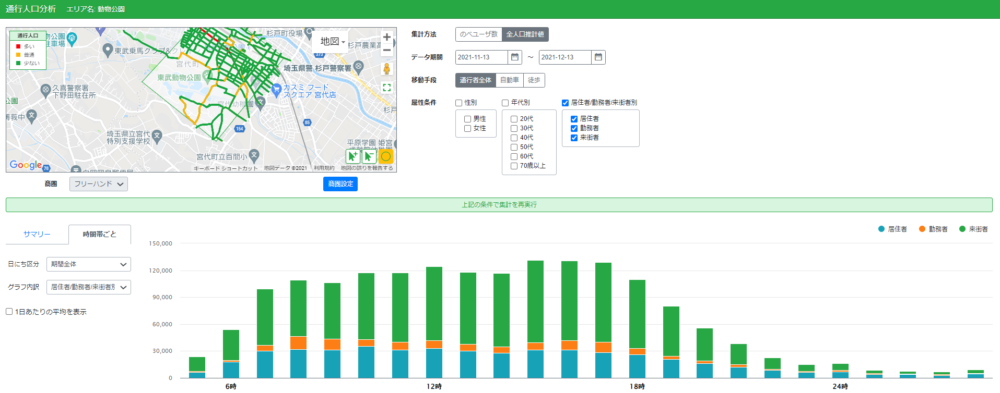 通行人口分析 エリア名: 動物公園
通行人口
多い
普通
少ない
物公園
駐車場
東武乗馬クラブ&クレ
杉戸町役場
地図
杉戸農業高
373
宮代町
東武動物公園
埼玉県警 杉戸警察署
久喜警察署
下野田駐在所
カスミ フード
スクエア 宮代店
公園
宮代幼稚園
杉戸
菁莪中
154
85
埼玉県立宮代
特別支援学校
平原学園 姫宮
宮代町立百間小
Google
78
キーボード ショートカット 地図データ ©2021 利用規約 地図の誤りを報告する
商圏 フリーハンド 商圏設定
集計方法 のべユーザ数 全人口推計値
データ期間 2021-11-13 ～ 2021-12-13
移動手段 通行者全体 自動車 徒歩
属性条件 性別 年代別 居住者/勤務者/来街者別
男性 20代 居住者
女性 30代 勤務者
40代 来街者
50代
60代
70歳以上
上記の条件で集計を再実行
サマリー 時間帯ごと
日にち区分 期間全体
グラフ内訳 居住者/勤務者/来街者別
1日あたりの平均を表示
居住者 勤務者 来街者
150,000
120,000
90,000
60,000
30,000
0
6時 12時 18時 24時